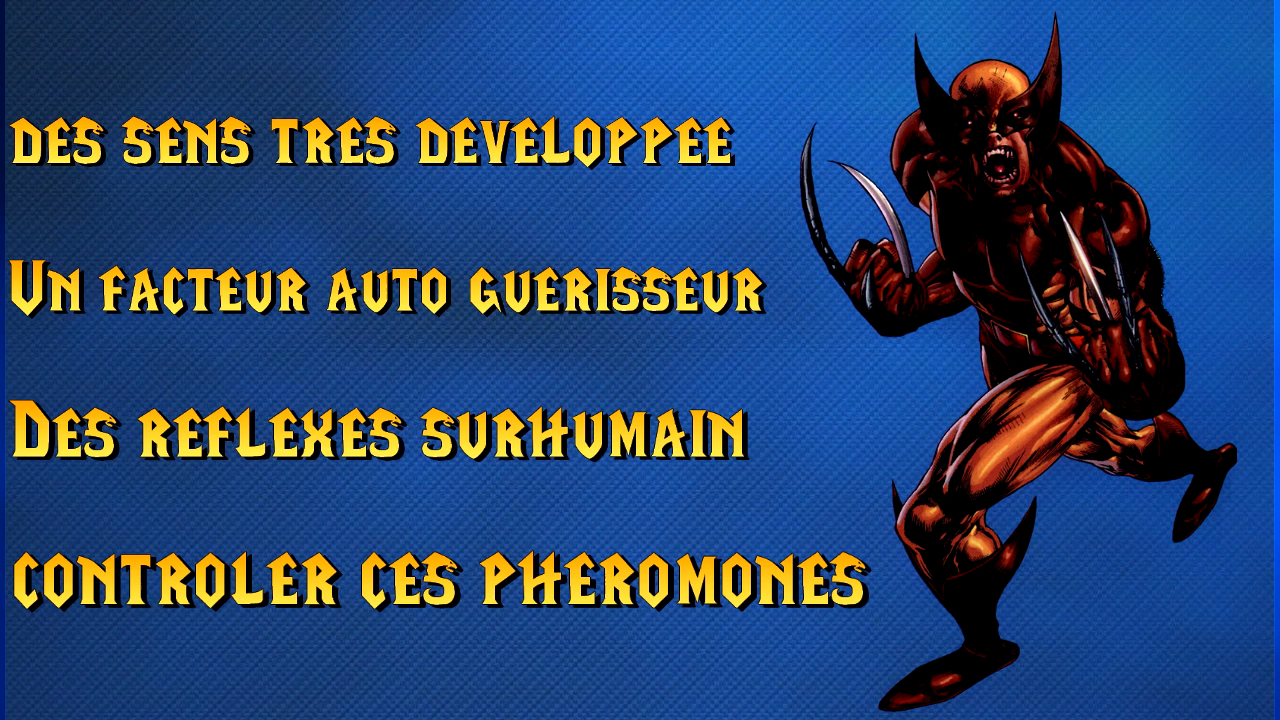 DES SENS TRES DEVELOPPEE
UN FACTEUR AUTO GUERISSEUR
DES REFLEXES SURHUMAIN
CONTROLER CES PHEROMONES